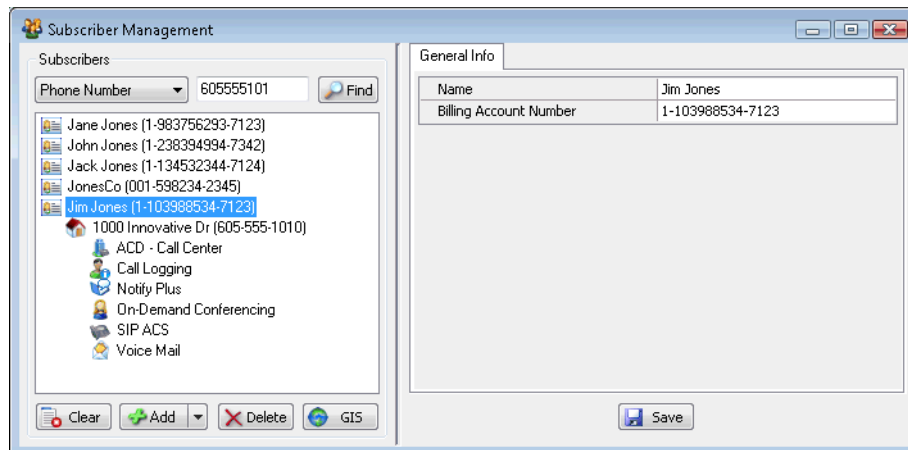 Subscriber Management
Subscribers
Phone Number 605555101 Find
Jane Jones (1-983756293-7123)
John Jones (1-238394994-7342)
Jack Jones (1-134532344-7124)
JonesCo (001-598234-2345)
Jim Jones (1-103988534-7123)
1000 Innovative Dr (605-555-1010)
ACD - Call Center
Call Logging
Notify Plus
On-Demand Conferencing
SIP ACS
Voice Mail
Clear Add Delete GIS
General Info
Name Jim Jones
Billing Account Number 1-103988534-7123
Save